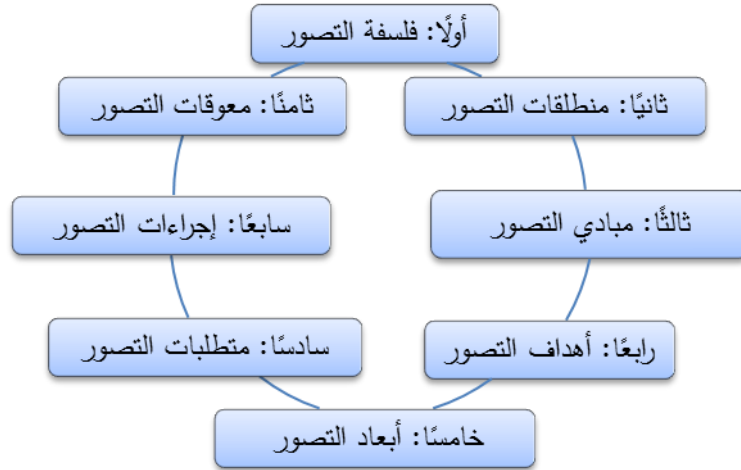 أولًا: فلسفة التصور
ثانيًا: منطلقات التصور
ثالثًا: مبادي التصور
رابعًا: أهداف التصور
خامسًا: أبعاد التصور
سادسًا: متطلبات التصور
سابعًا: إجراءات التصور
ثامنًا: معوقات التصور